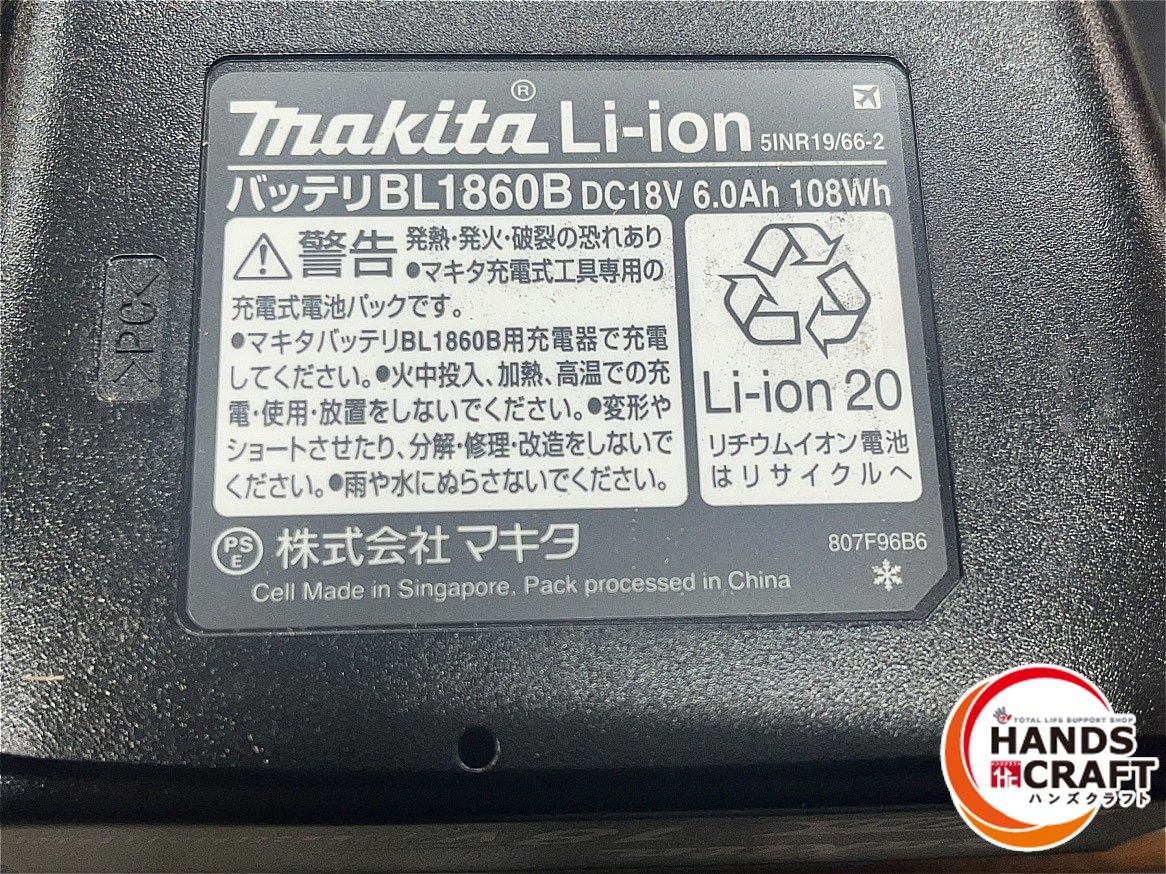 makita® Li-ion 5INR19/66-2
バッテリBL1860B DC18V 6.0Ah 108Wh
警告 発熱・発火・破裂の恐れあり
●マキタ充電式工具専用の
充電式電池パックです。
●マキタバッテリBL1860B用充電器で充電
してください。●火中投入、加熱、高温での充
電・使用・放置をしないでください。●変形や
ショートさせたり、分解・修理・改造をしないで
ください。●雨や水にぬらさないでください。
Li-ion 20
リチウムイオン電池
はリサイクルへ
PS
E
株式会社 マキタ
807F96B6
Cell Made in Singapore, Pack processed in China
>PC<
TOTAL LIFE SUPPORT SHOP
HANDS
CRAFT
ハンズクラフト